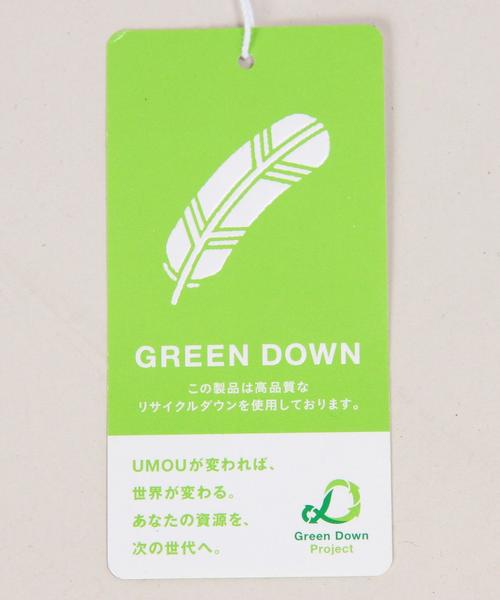 GREEN DOWN
この製品は高品質な
リサイクルダウンを使用しております。
UMOUが変われば、
世界が変わる。
あなたの資源を、
次の世代へ。
Green Down
Project